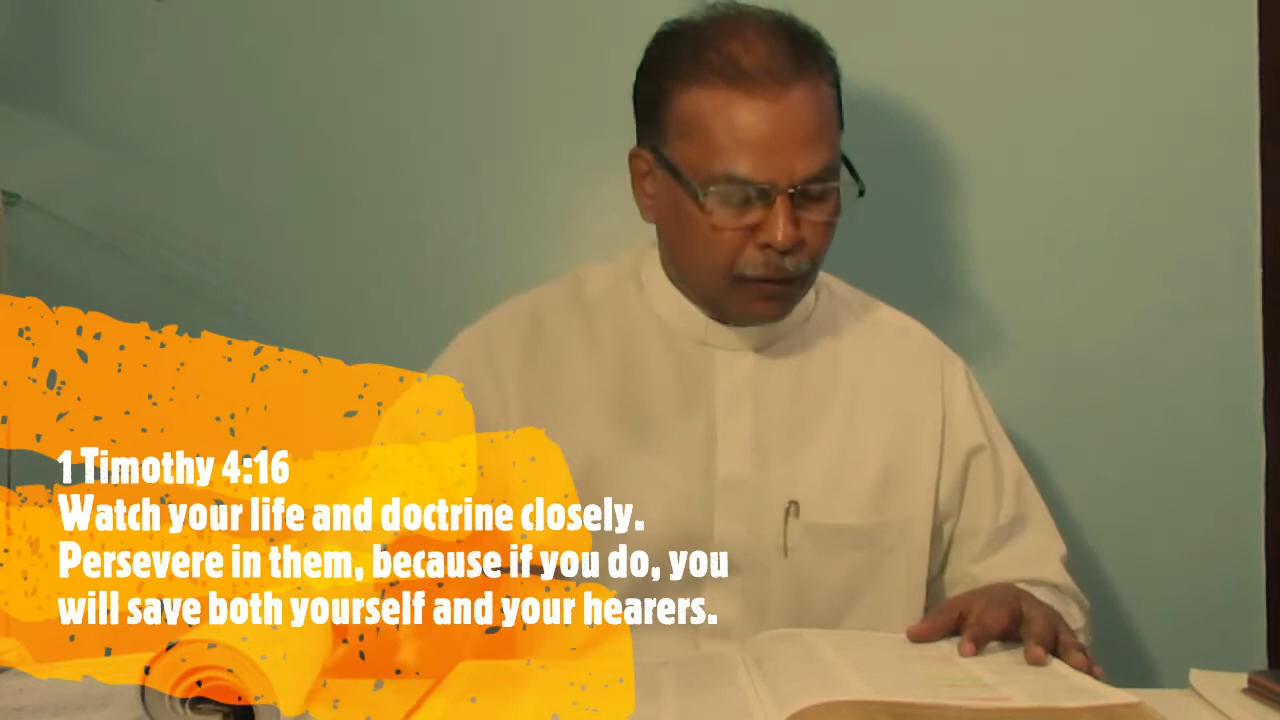 1 Timothy 4:16
Watch your life and doctrine closely.
Persevere in them, because if you do, you
will save both yourself and your hearers.